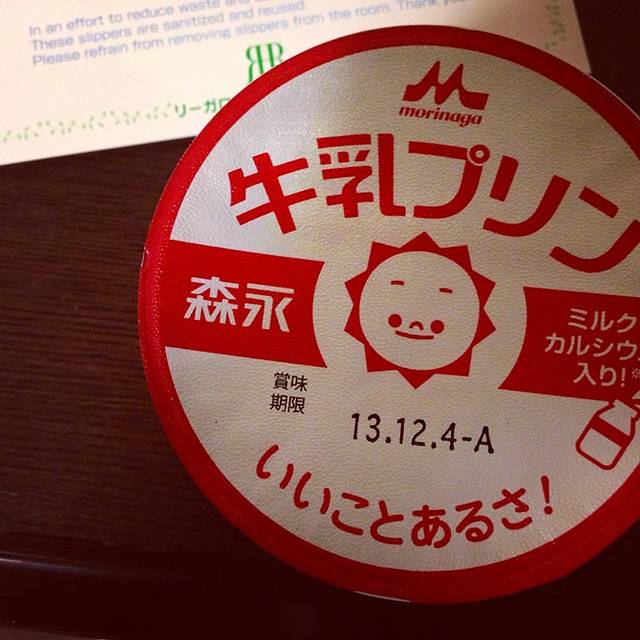 In an effort to reduce waste and
These slippers are sanitized and reused.
Please refrain from removing slippers from the room. Thank you
リーガロ
morinaga
牛乳プリン
森永
ミルク
カルシウ
入り!※
賞味
期限
13.12.4-A
いいことあるさ!